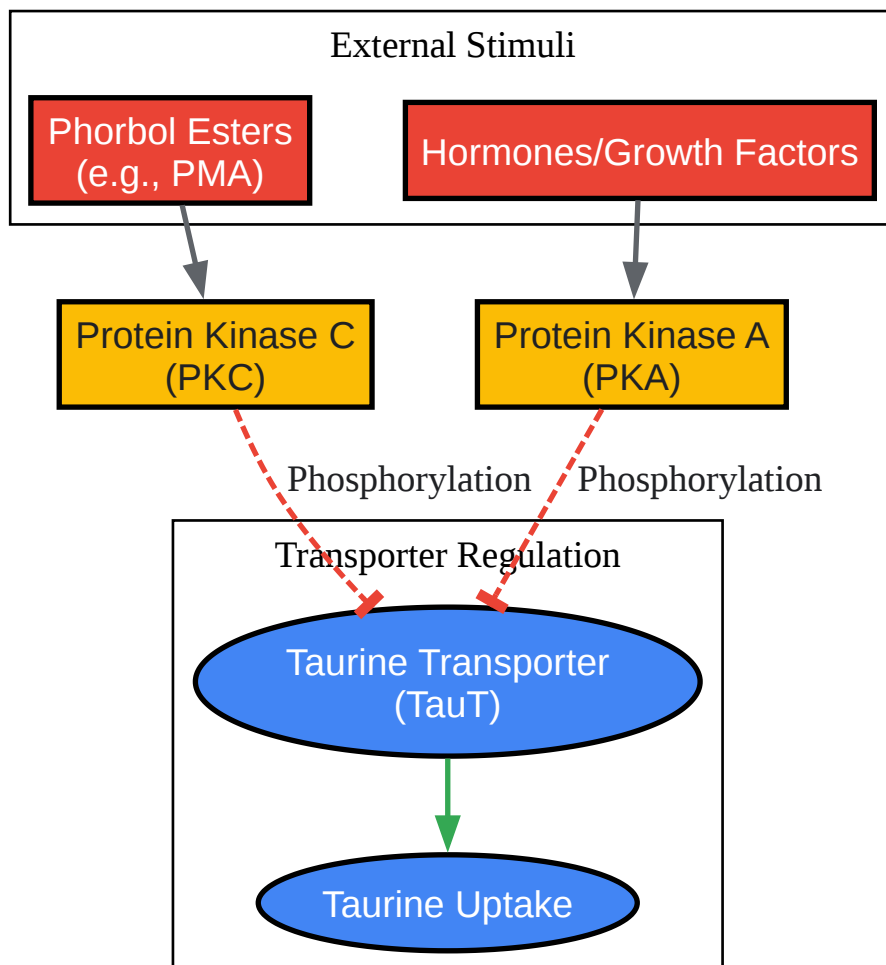 External Stimuli
Phorbol Esters
(e.g., PMA)
Hormones/Growth Factors
Protein Kinase C
(PKC)
Protein Kinase A
(PKA)
Phosphorylation
Phosphorylation
Transporter Regulation
Taurine Transporter
(TauT)
Taurine Uptake